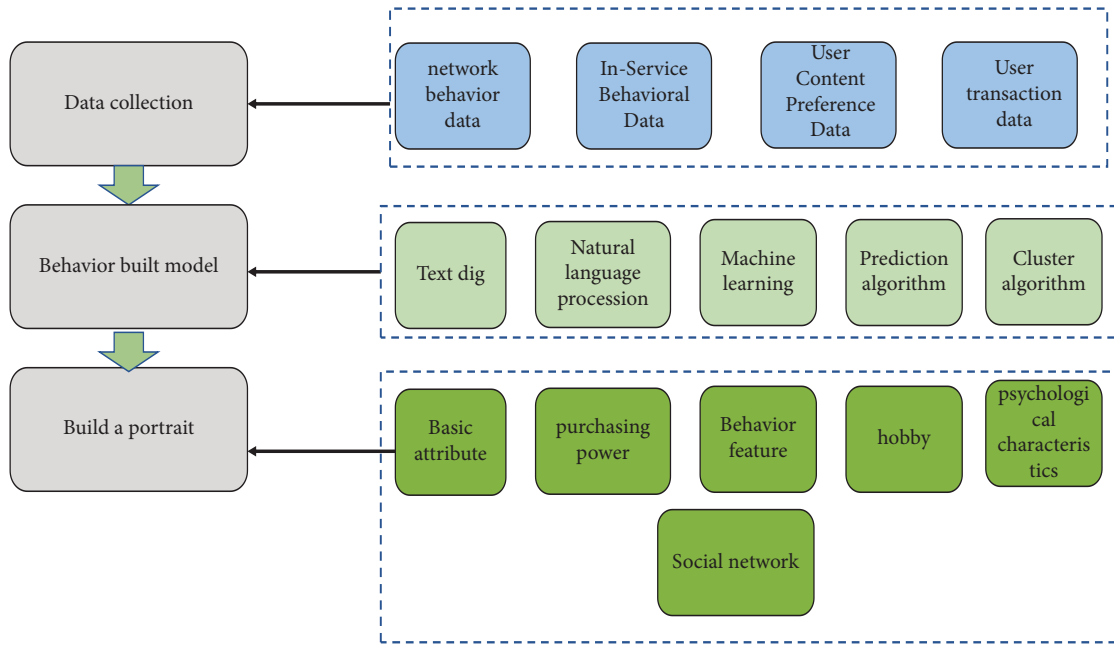 Data collection
network
behavior
data
In-Service
Behavioral
Data
User
Content
Preference
Data
User
transaction
data
Behavior built model
Text dig
Natural
language
procession
Machine
learning
Prediction
algorithm
Cluster
algorithm
Build a portrait
Basic
attribute
purchasing
power
Behavior
feature
hobby
psychologi
cal
characteris
tics
Social network